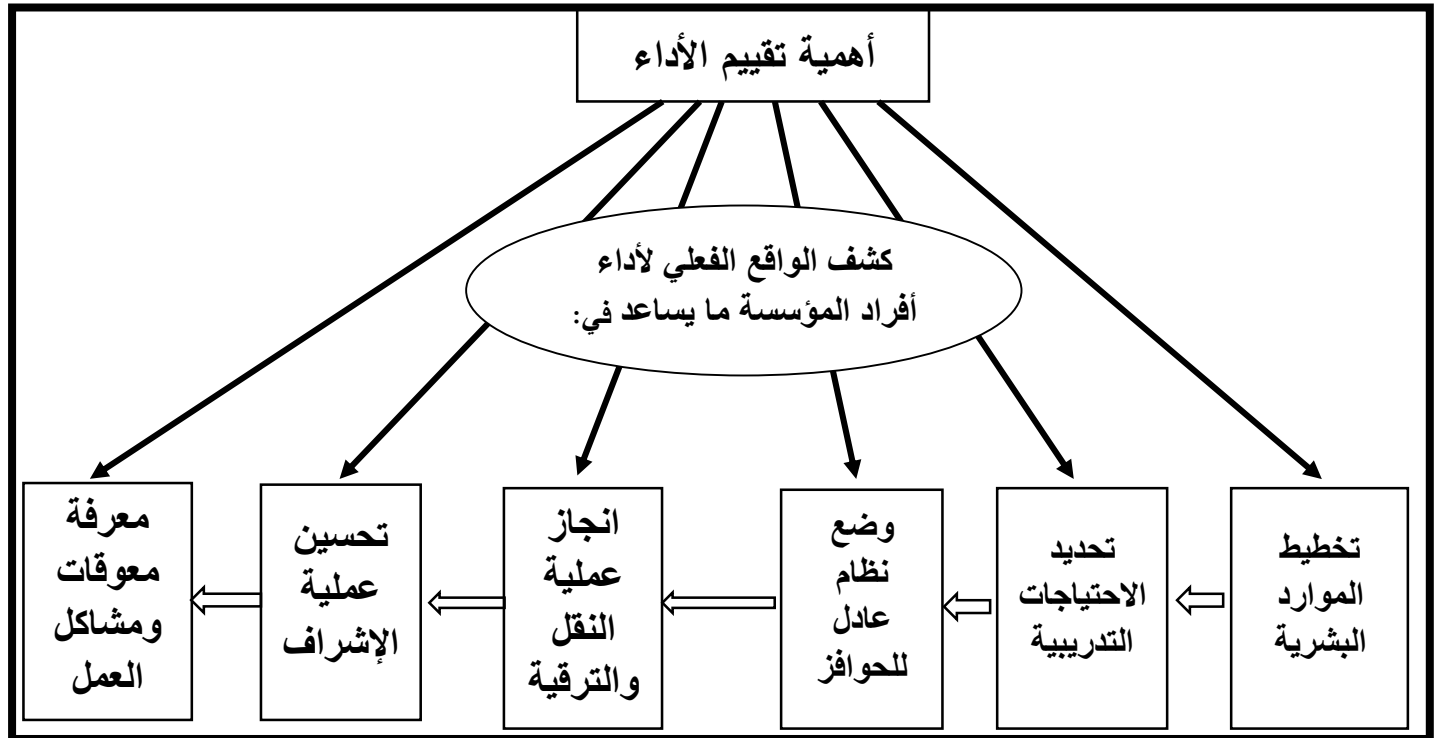 أهمية تقييم الأداء
كشف الواقع الفعلي لأداء
أفراد المؤسسة ما يساعد في:
تخطيط
الموارد
البشرية
تحديد
الاحتياجات
التدريبية
وضع
نظام
عادل
للحوافز
انجاز
عملية
النقل
والترقية
تحسين
عملية
الإشراف
معرفة
معوقات
ومشاكل
العمل